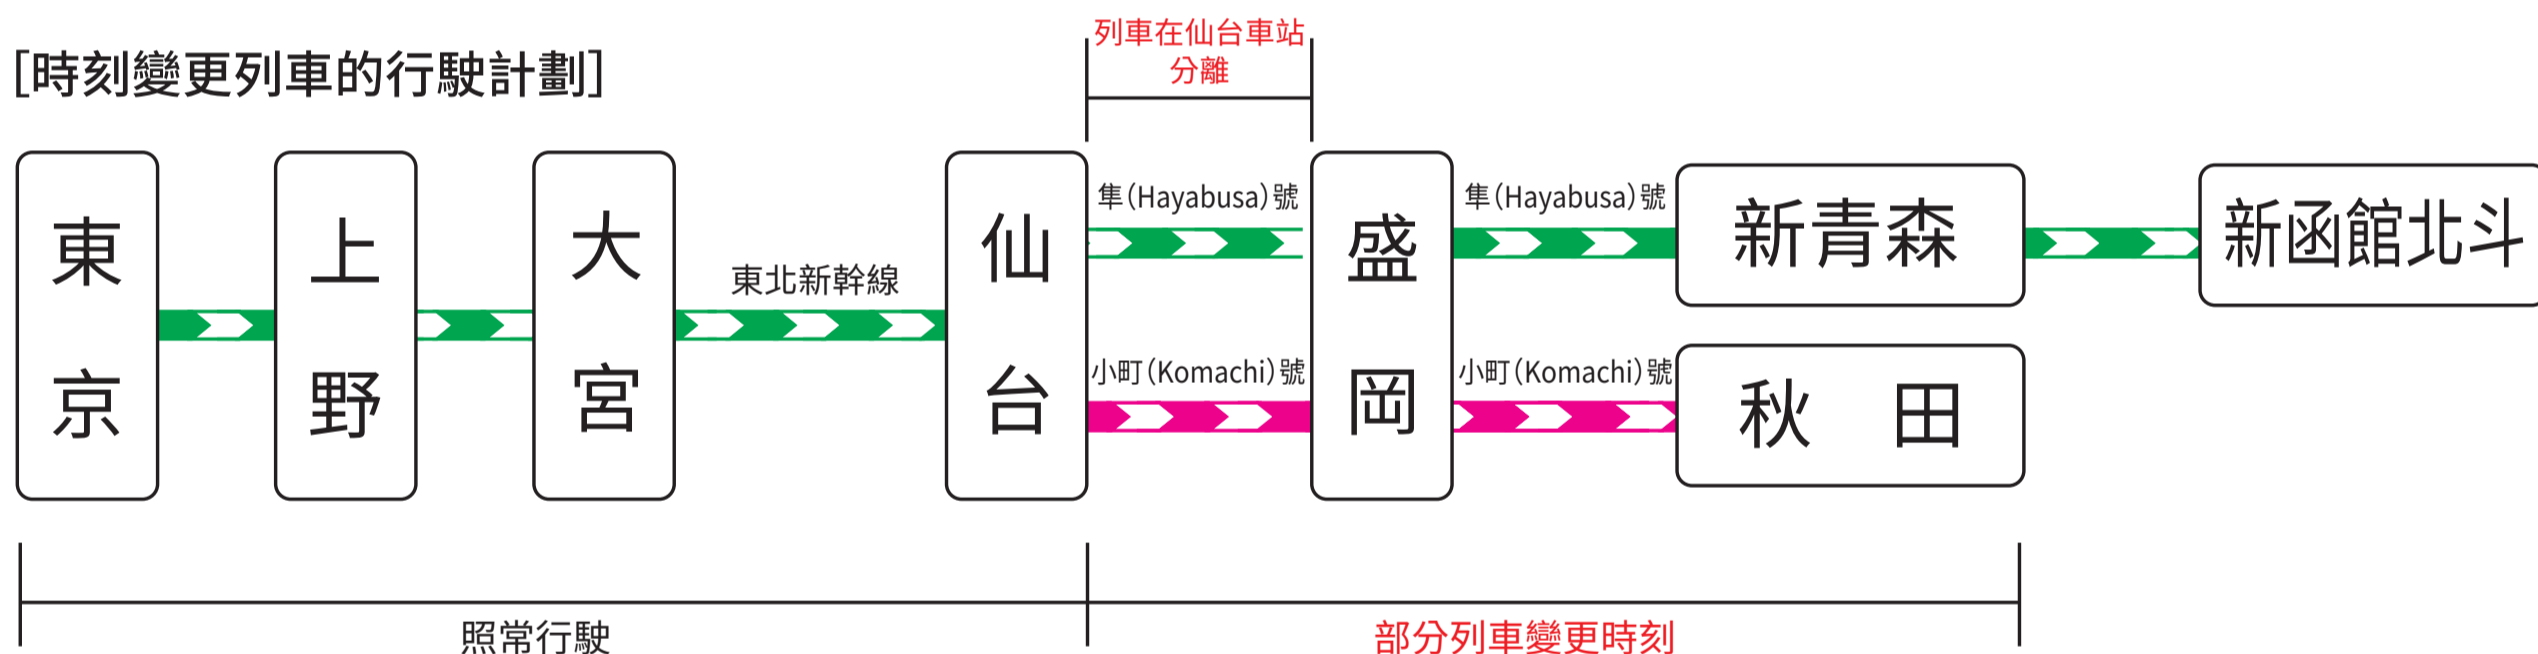 [時刻變更列車的行駛計劃]
列車在仙台車站
分離
東京
上野
大宮
東北新幹線
仙台
隼(Hayabusa)號
小町(Komachi)號
盛岡
隼(Hayabusa)號
小町(Komachi)號
新青森
秋 田
新函館北斗
照常行駛
部分列車變更時刻